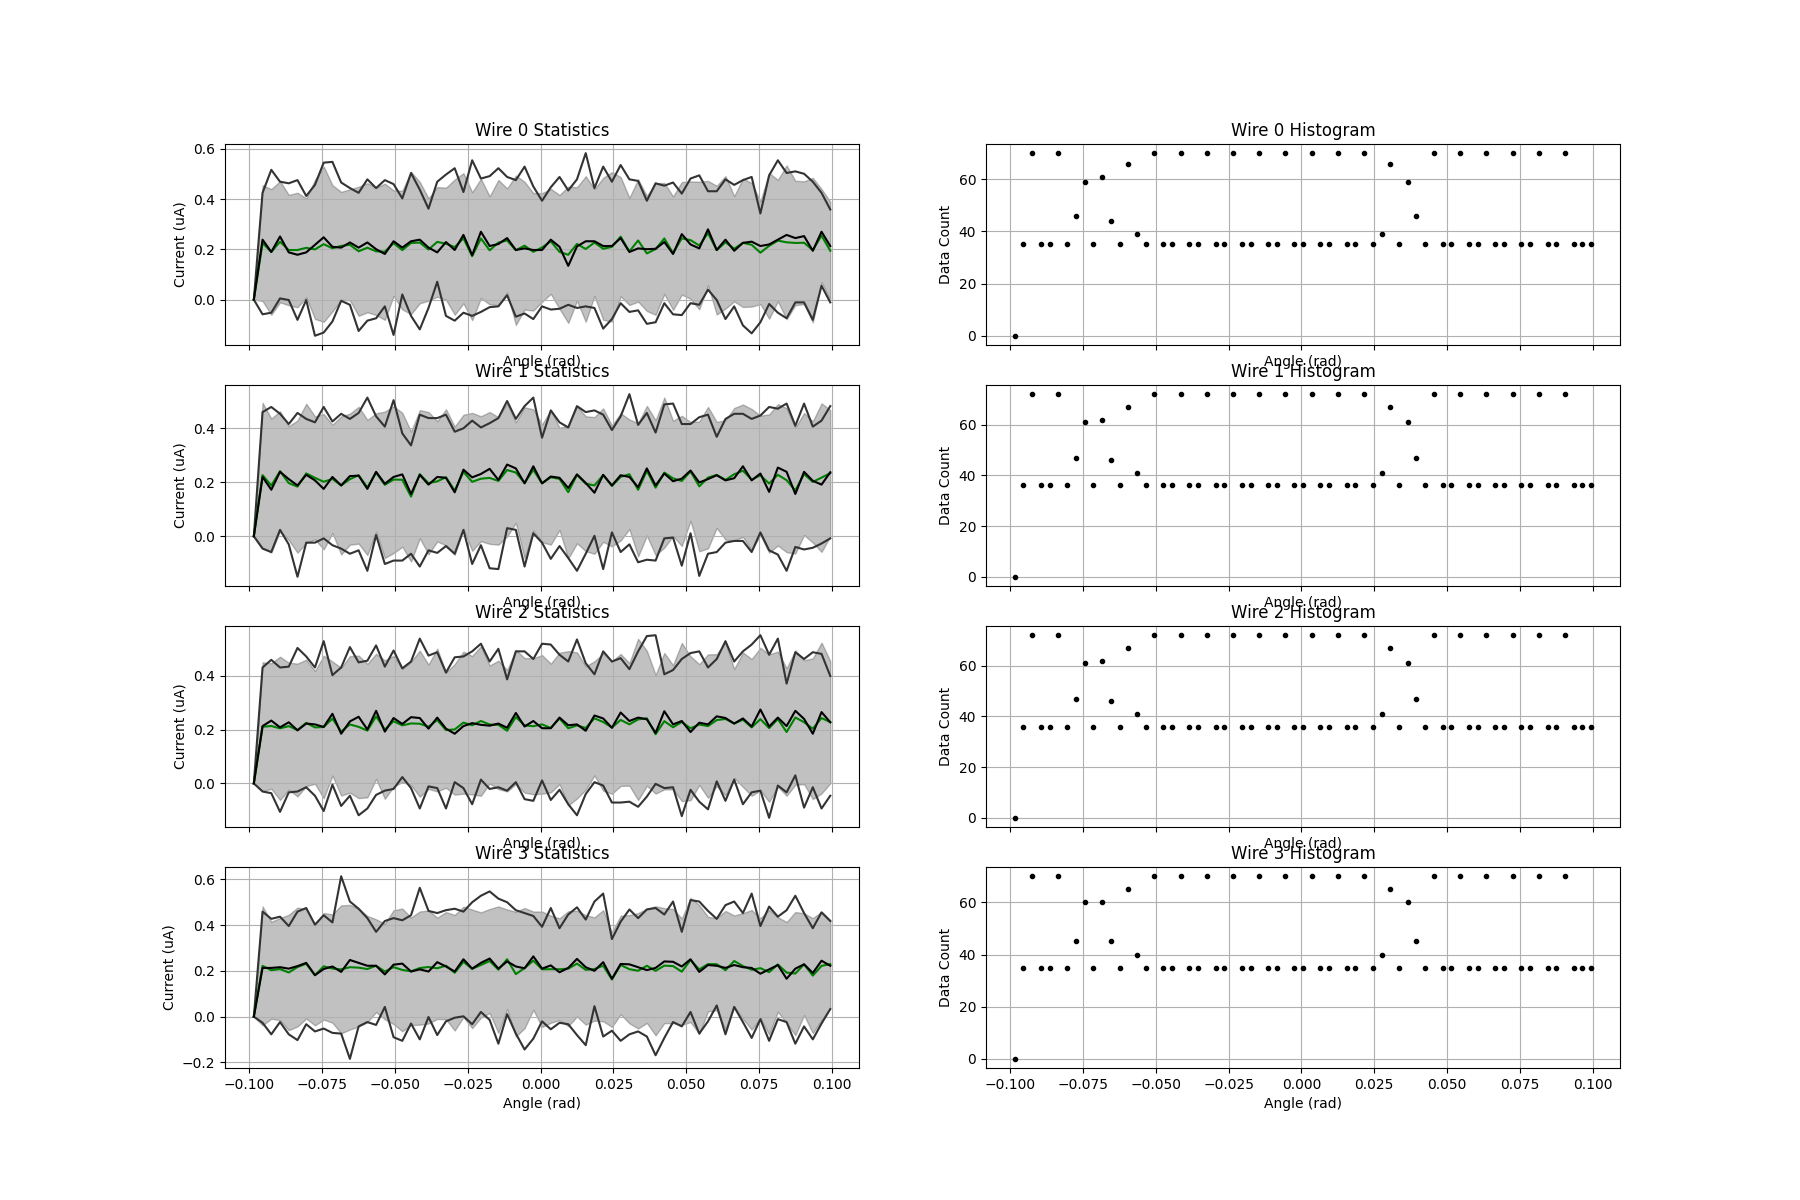 Wire 0 Statistics
Wire 0 Histogram
0.6
0.4
0.2
0.0
Current (uA)
Angle (rad)
60
40
20
0
Data Count
Angle (rad)
Wire 1 Statistics
Wire 1 Histogram
0.4
0.2
0.0
Current (uA)
Angle (rad)
60
40
20
0
Data Count
Angle (rad)
Wire 2 Statistics
Wire 2 Histogram
0.4
0.2
0.0
Current (uA)
Angle (rad)
60
40
20
0
Data Count
Angle (rad)
Wire 3 Statistics
Wire 3 Histogram
0.6
0.4
0.2
0.0
−0.2
Current (uA)
−0.100 −0.075 −0.050 −0.025 0.000 0.025 0.050 0.075 0.100
Angle (rad)
60
40
20
0
Data Count
−0.100 −0.075 −0.050 −0.025 0.000 0.025 0.050 0.075 0.100
Angle (rad)